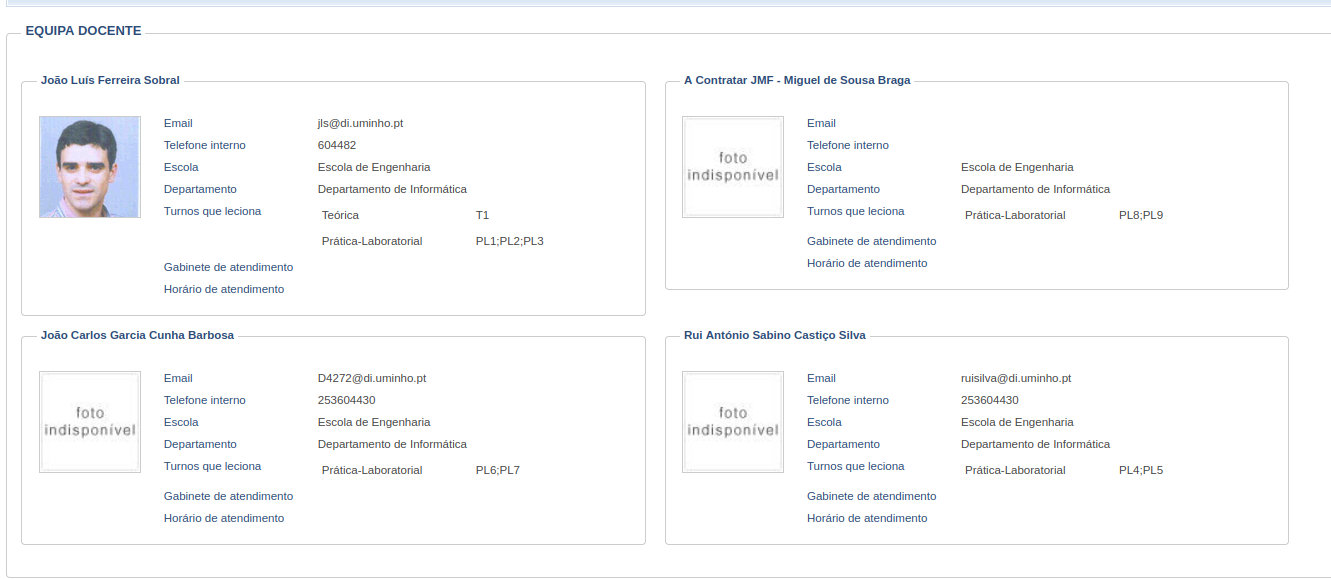 EQUIPA DOCENTE
João Luís Ferreira Sobral
Email jls@di.uminho.pt
Telefone interno 604482
Escola Escola de Engenharia
Departamento Departamento de Informática
Turnos que leciona Teórica T1
Prática-Laboratorial PL1;PL2;PL3
Gabinete de atendimento
Horário de atendimento
A Contratar JMF - Miguel de Sousa Braga
foto
indisponível
Email
Telefone interno
Escola Escola de Engenharia
Departamento Departamento de Informática
Turnos que leciona Prática-Laboratorial PL8;PL9
Gabinete de atendimento
Horário de atendimento
João Carlos Garcia Cunha Barbosa
foto
indisponível
Email D4272@di.uminho.pt
Telefone interno 253604430
Escola Escola de Engenharia
Departamento Departamento de Informática
Turnos que leciona Prática-Laboratorial PL6;PL7
Gabinete de atendimento
Horário de atendimento
Rui António Sabino Castiço Silva
foto
indisponível
Email ruisilva@di.uminho.pt
Telefone interno 253604430
Escola Escola de Engenharia
Departamento Departamento de Informática
Turnos que leciona Prática-Laboratorial PL4;PL5
Gabinete de atendimento
Horário de atendimento